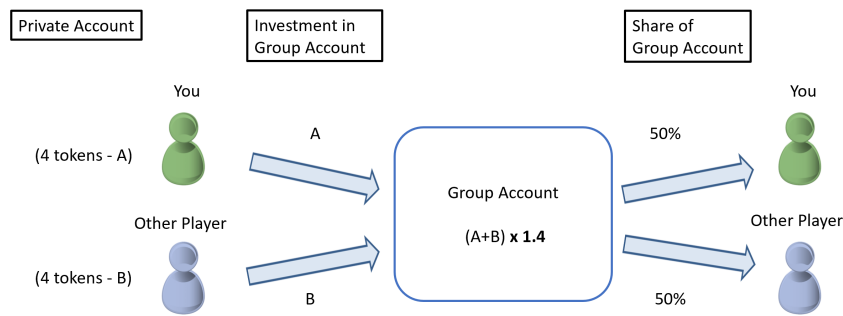 Private Account
Investment in
Group Account
Share of
Group Account
You
You
A
50%
(4 tokens - A)
Group Account
Other Player
Other Player
(A+B) x 1.4
(4 tokens - B)
B
50%